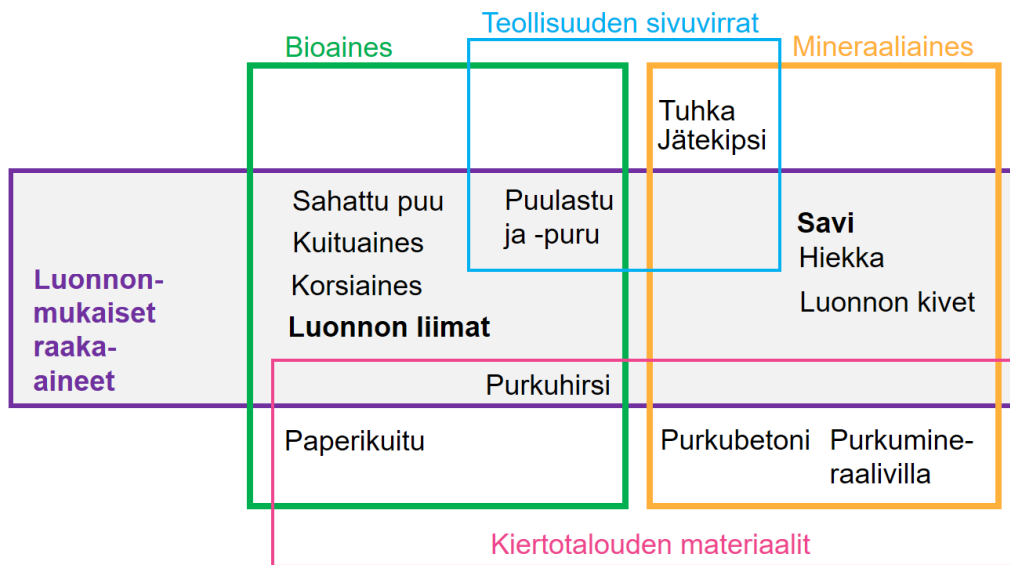 Teollisuuden sivuvirrat
Bioaines
Mineraaliaines
Tuhka
Jätekipsi
Sahattu puu
Kuituaines
Korsiaines
Luonnon liimat
Puulastu
ja -puru
Savi
Hiekka
Luonnon kivet
Luonnon-
mukaiset
raaka-
aineet
Purkuhirsi
Paperikuitu
Purkubetoni
Purkumine-
raalivilla
Kiertotalouden materiaalit